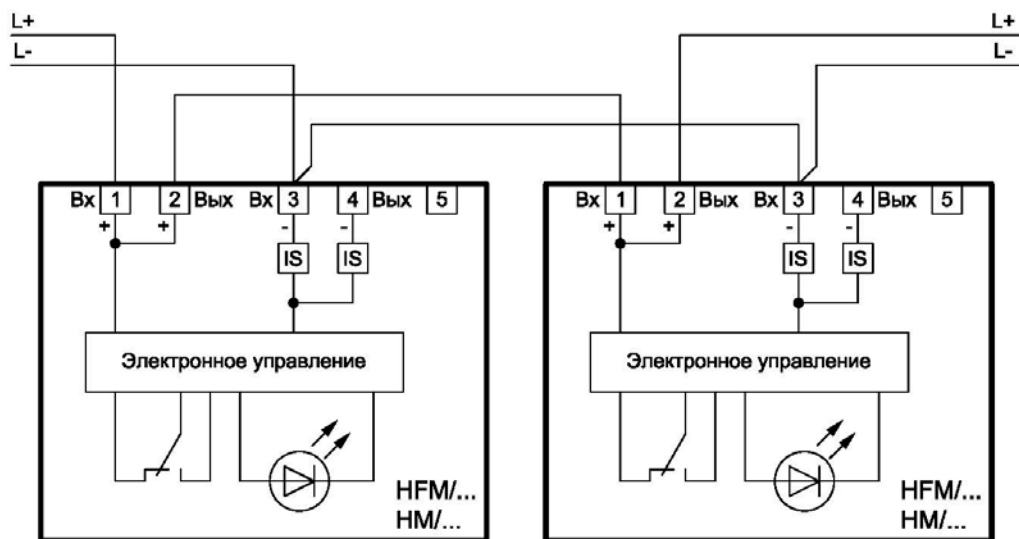 L+ L+
L- L-
Вх 1 2 Вых Вх 3 4 Вых 5 Вх 1 2 Вых Вх 3 4 Вых 5
+ + - - + + - -
IS IS IS IS
Электронное управление Электронное управление
HFM/... HFM/...
HM/... HM/...